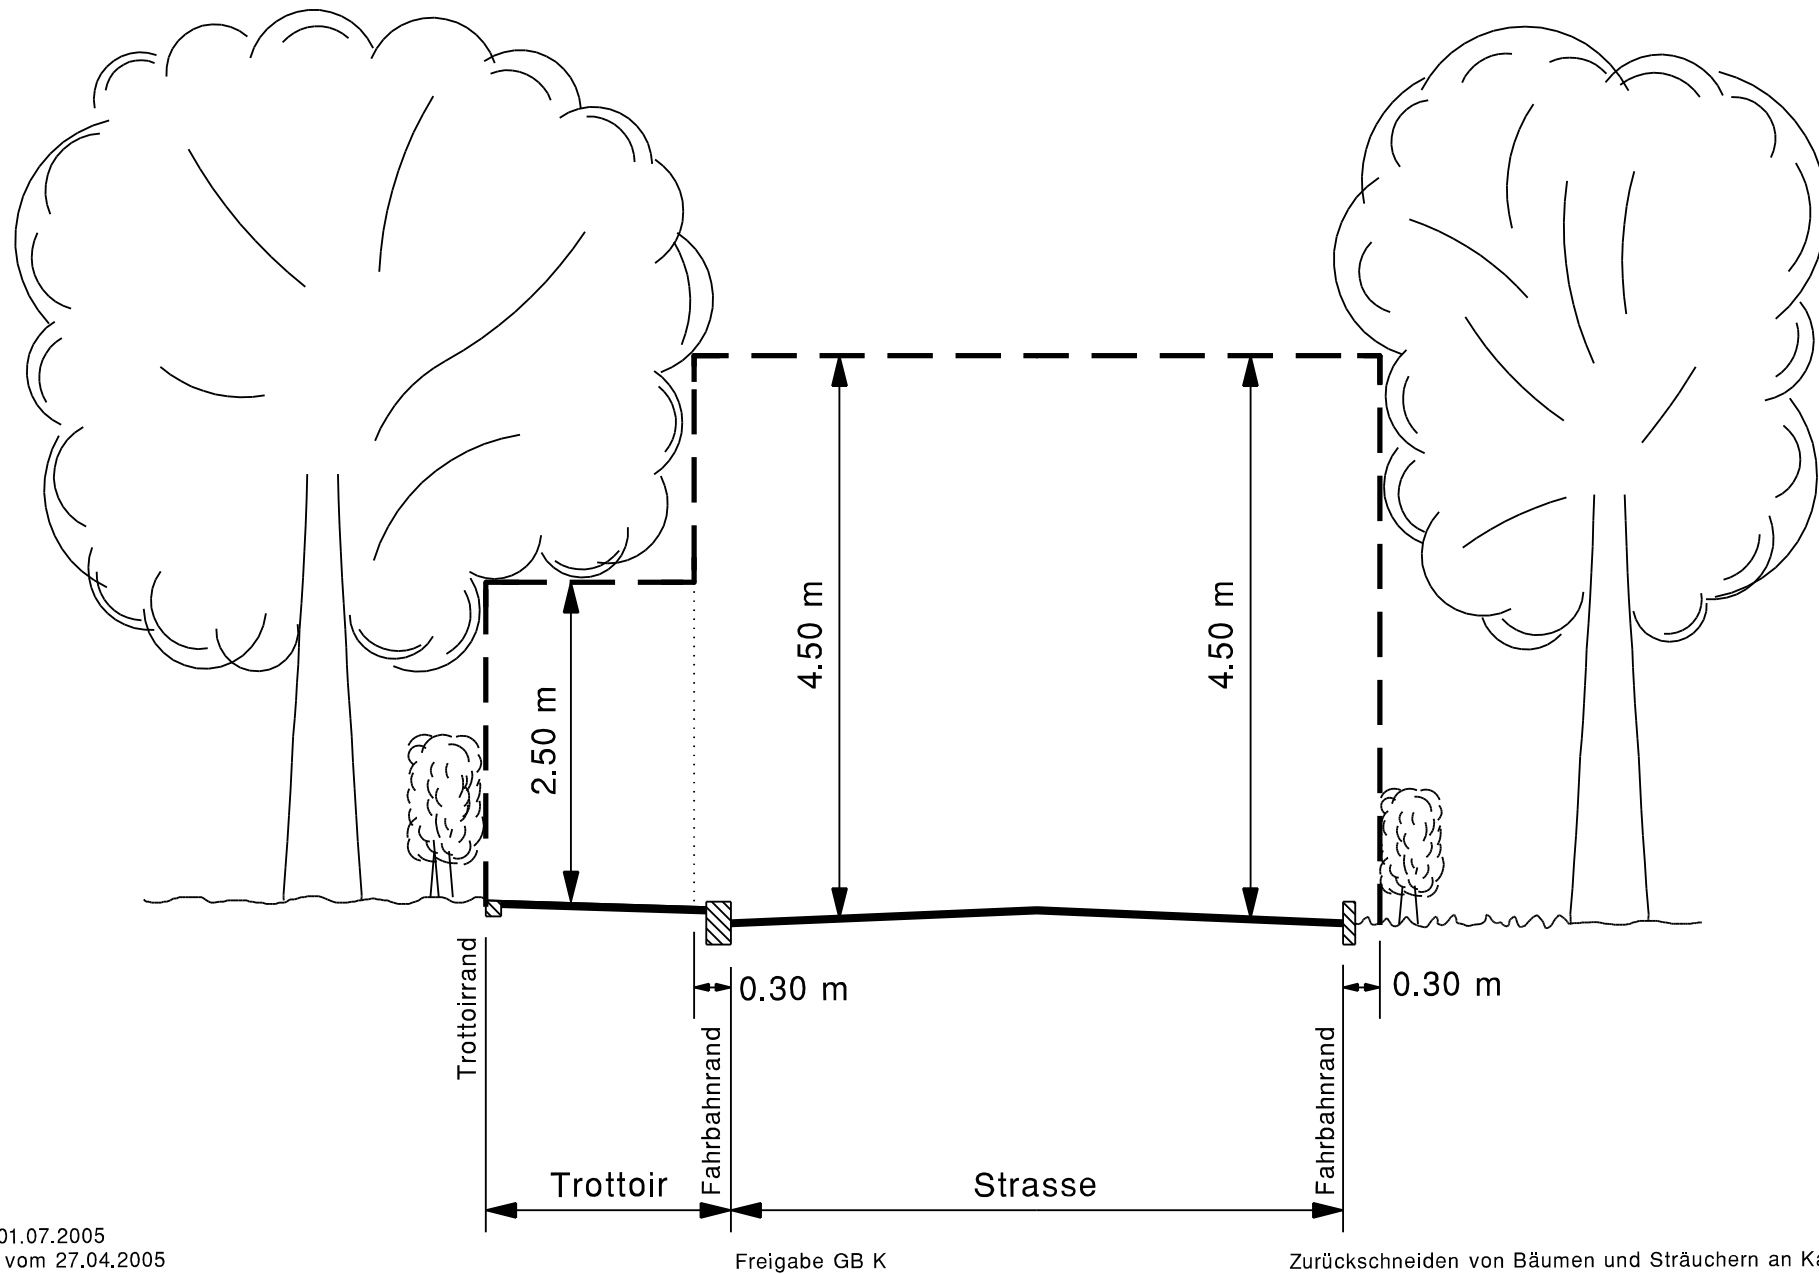 4.50 m
4.50 m
2.50 m
0.30 m
0.30 m
Trottoirrand
Fahrbahnrand
Fahrbahnrand
Trottoir
Strasse
01.07.2005
vom 27.04.2005
Freigabe GB K
Zurückschneiden von Bäumen und Sträuchern an